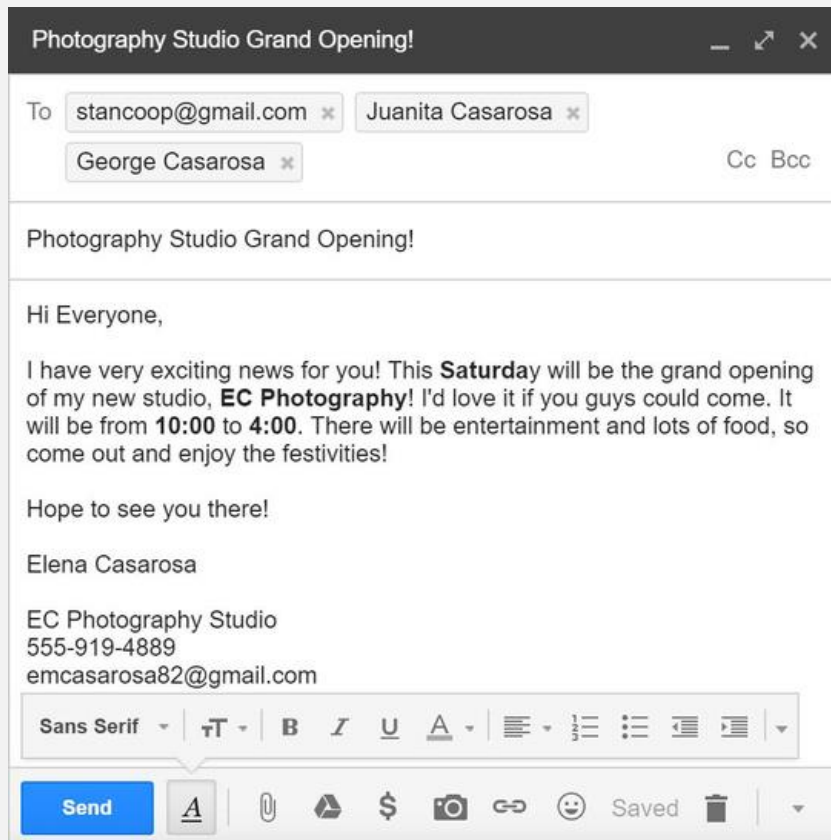 Photography Studio Grand Opening!
To stancoop@gmail.com Juanita Casarosa
George Casarosa Cc Bcc
Photography Studio Grand Opening!
Hi Everyone,
I have very exciting news for you! This Saturday will be the grand opening
of my new studio, EC Photography! I'd love it if you guys could come. It
will be from 10:00 to 4:00. There will be entertainment and lots of food, so
come out and enjoy the festivities!
Hope to see you there!
Elena Casarosa
EC Photography Studio
555-919-4889
emcasarosa82@gmail.com
Sans Serif TT B I U A
Send A $ Saved